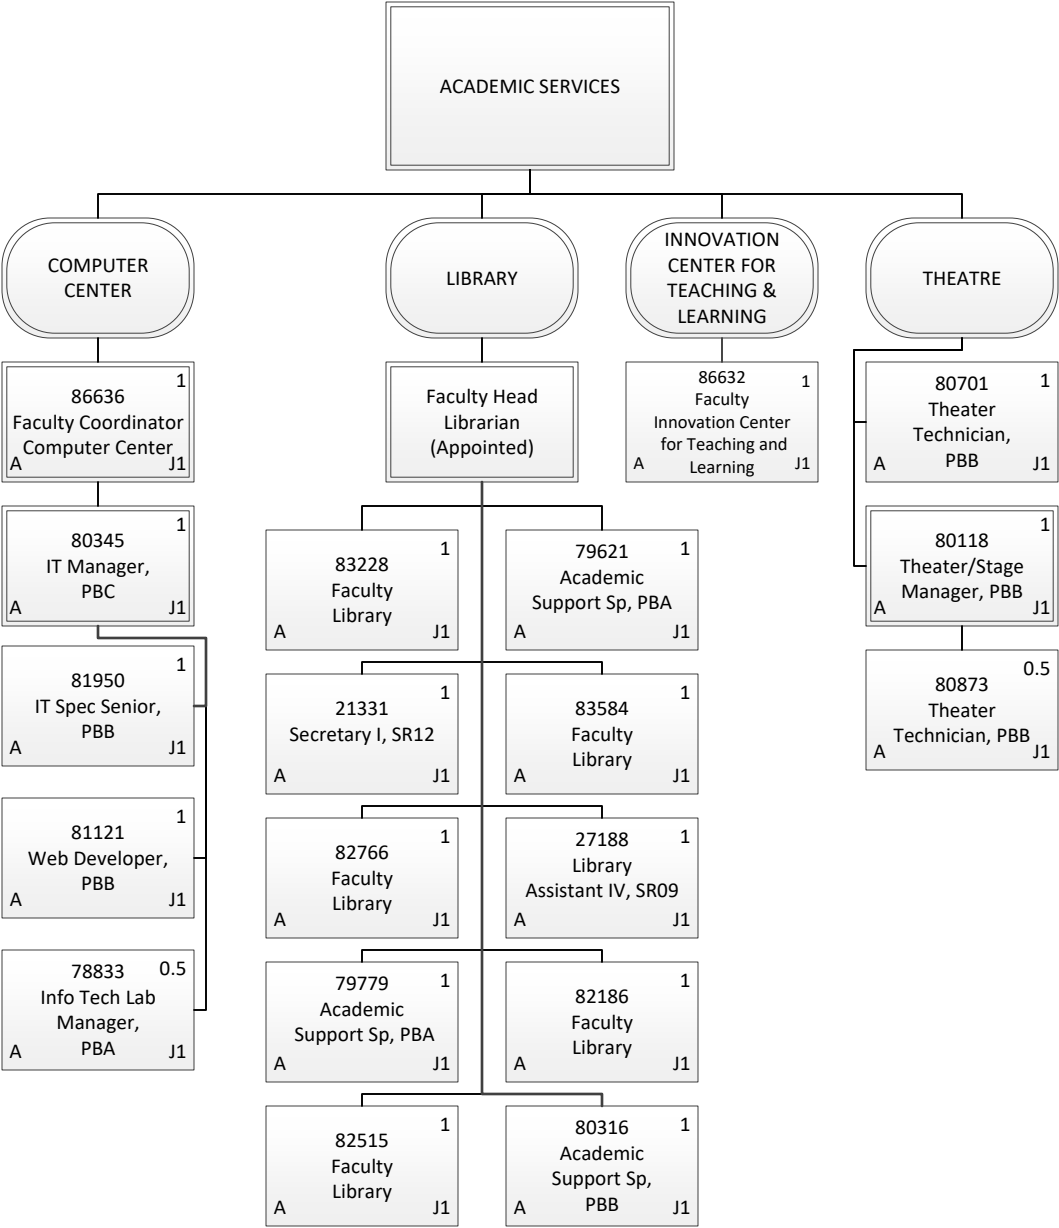 ACADEMIC SERVICES
COMPUTER
CENTER
LIBRARY
INNOVATION
CENTER FOR
TEACHING &
LEARNING
THEATRE
1
86636
Faculty Coordinator
Computer Center
A
J1
1
80345
IT Manager,
PBC
A
J1
1
81950
IT Spec Senior,
PBB
A
J1
1
81121
Web Developer,
PBB
A
J1
78833
0.5
Info Tech Lab
Manager,
PBA
A
J1
Faculty Head
Librarian
(Appointed)
1
83228
Faculty
Library
A
J1
1
79621
Academic
Support Sp, PBA
A
J1
1
21331
Secretary I, SR12
A
J1
1
83584
Faculty
Library
A
J1
1
82766
Faculty
Library
A
J1
1
27188
Library
Assistant IV, SR09
A
J1
1
79779
Academic
Support Sp, PBA
A
J1
1
82186
Faculty
Library
A
J1
1
82515
Faculty
Library
A
J1
1
80316
Academic
Support Sp,
PBB
A
J1
86632
1
Faculty
Innovation Center
for Teaching and
Learning
A
J1
1
80701
Theater
Technician,
PBB
A
J1
1
80118
Theater/Stage
Manager, PBB
A
J1
0.5
80873
Theater
Technician, PBB
A
J1